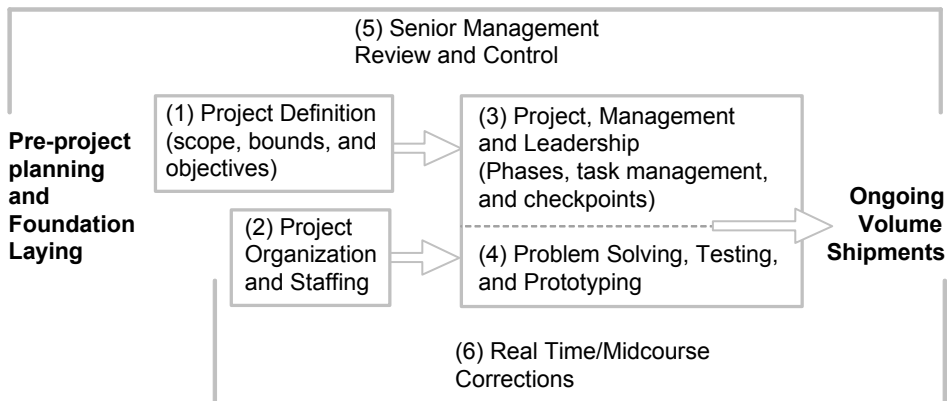 (5) Senior Management
Review and Control
Pre-project
planning
and
Foundation
Laying
(1) Project Definition
(scope, bounds, and
objectives)
(2) Project
Organization
and Staffing
(3) Project, Management
and Leadership
(Phases, task management,
and checkpoints)
(4) Problem Solving, Testing,
and Prototyping
Ongoing
Volume
Shipments
(6) Real Time/Midcourse
Corrections